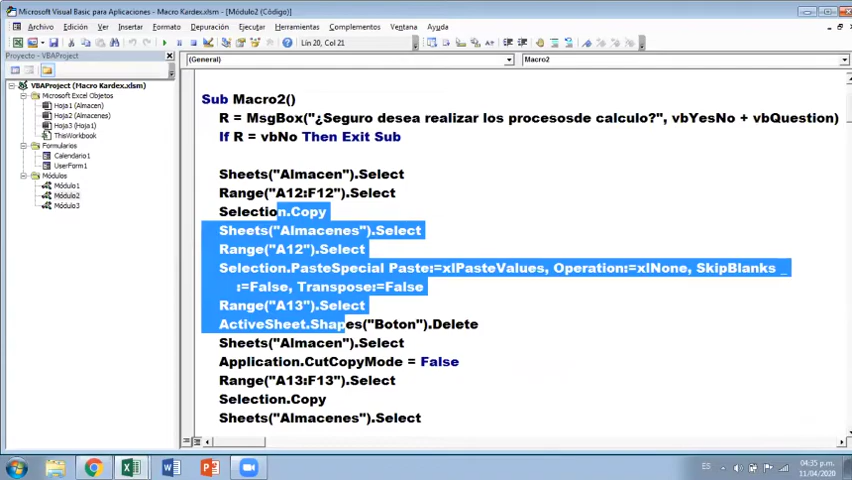 Microsoft Visual Basic para Aplicaciones - Macro Kardex.xlsm - [Módulo2 (Código)]
Archivo Edición Ver Insertar Formato Depuración Ejecutar Herramientas Complementos Ventana Ayuda
Lín 20, Col 21
Proyecto - VBAProject
(General) Macro2
VBAProject (Macro Kardex.xlsm)
Microsoft Excel Objetos
Hoja1 (Almacen)
Hoja2 (Almacenes)
Hoja3 (Hoja1)
ThisWorkbook
Formularios
Calendario1
UserForm1
Módulos
Módulo1
Módulo2
Módulo3
Sub Macro2()
R = MsgBox("¿Seguro desea realizar los procesosde calculo?", vbYesNo + vbQuestion)
If R = vbNo Then Exit Sub
Sheets("Almacen").Select
Range("A12:F12").Select
Selection.Copy
Sheets("Almacenes").Select
Range("A12").Select
Selection.PasteSpecial Paste:=xlPasteValues, Operation:=xlNone, SkipBlanks _
:=False, Transpose:=False
Range("A13").Select
ActiveSheet.Shapes("Boton").Delete
Sheets("Almacen").Select
Application.CutCopyMode = False
Range("A13:F13").Select
Selection.Copy
Sheets("Almacenes").Select
ES
04:35 p.m.
11/04/2020